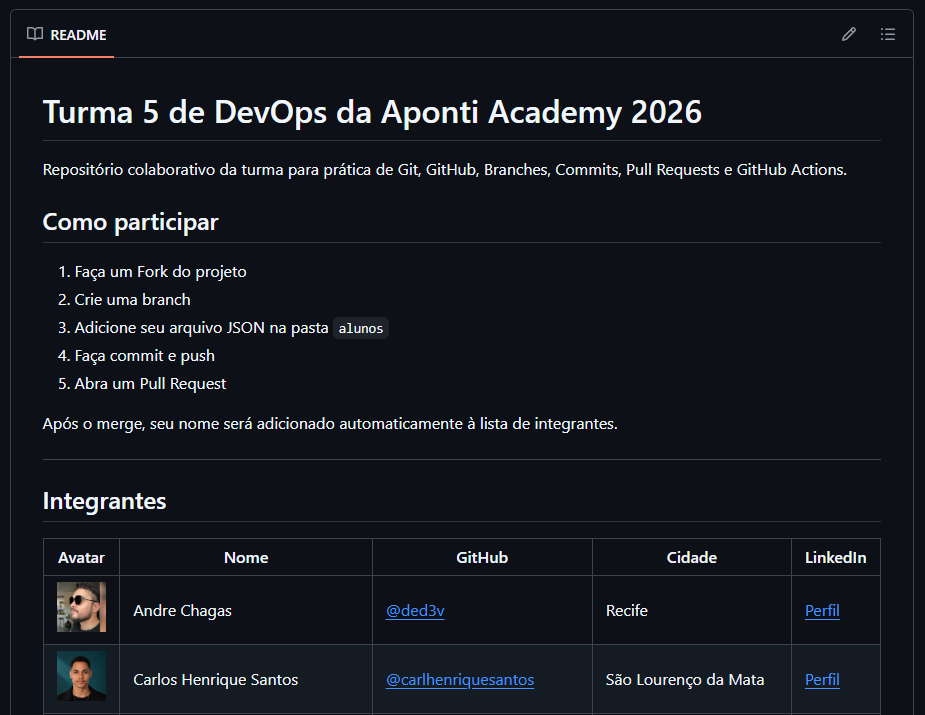 README
Turma 5 de DevOps da Aponti Academy 2026
Repositório colaborativo da turma para prática de Git, GitHub, Branches, Commits, Pull Requests e GitHub Actions.
Como participar
1. Faça um Fork do projeto
2. Crie uma branch
3. Adicione seu arquivo JSON na pasta alunos
4. Faça commit e push
5. Abra um Pull Request
Após o merge, seu nome será adicionado automaticamente à lista de integrantes.
Integrantes
Avatar Nome GitHub Cidade LinkedIn
Andre Chagas @ded3v Recife Perfil
Carlos Henrique Santos @carlhenriquesantos São Lourenço da Mata Perfil